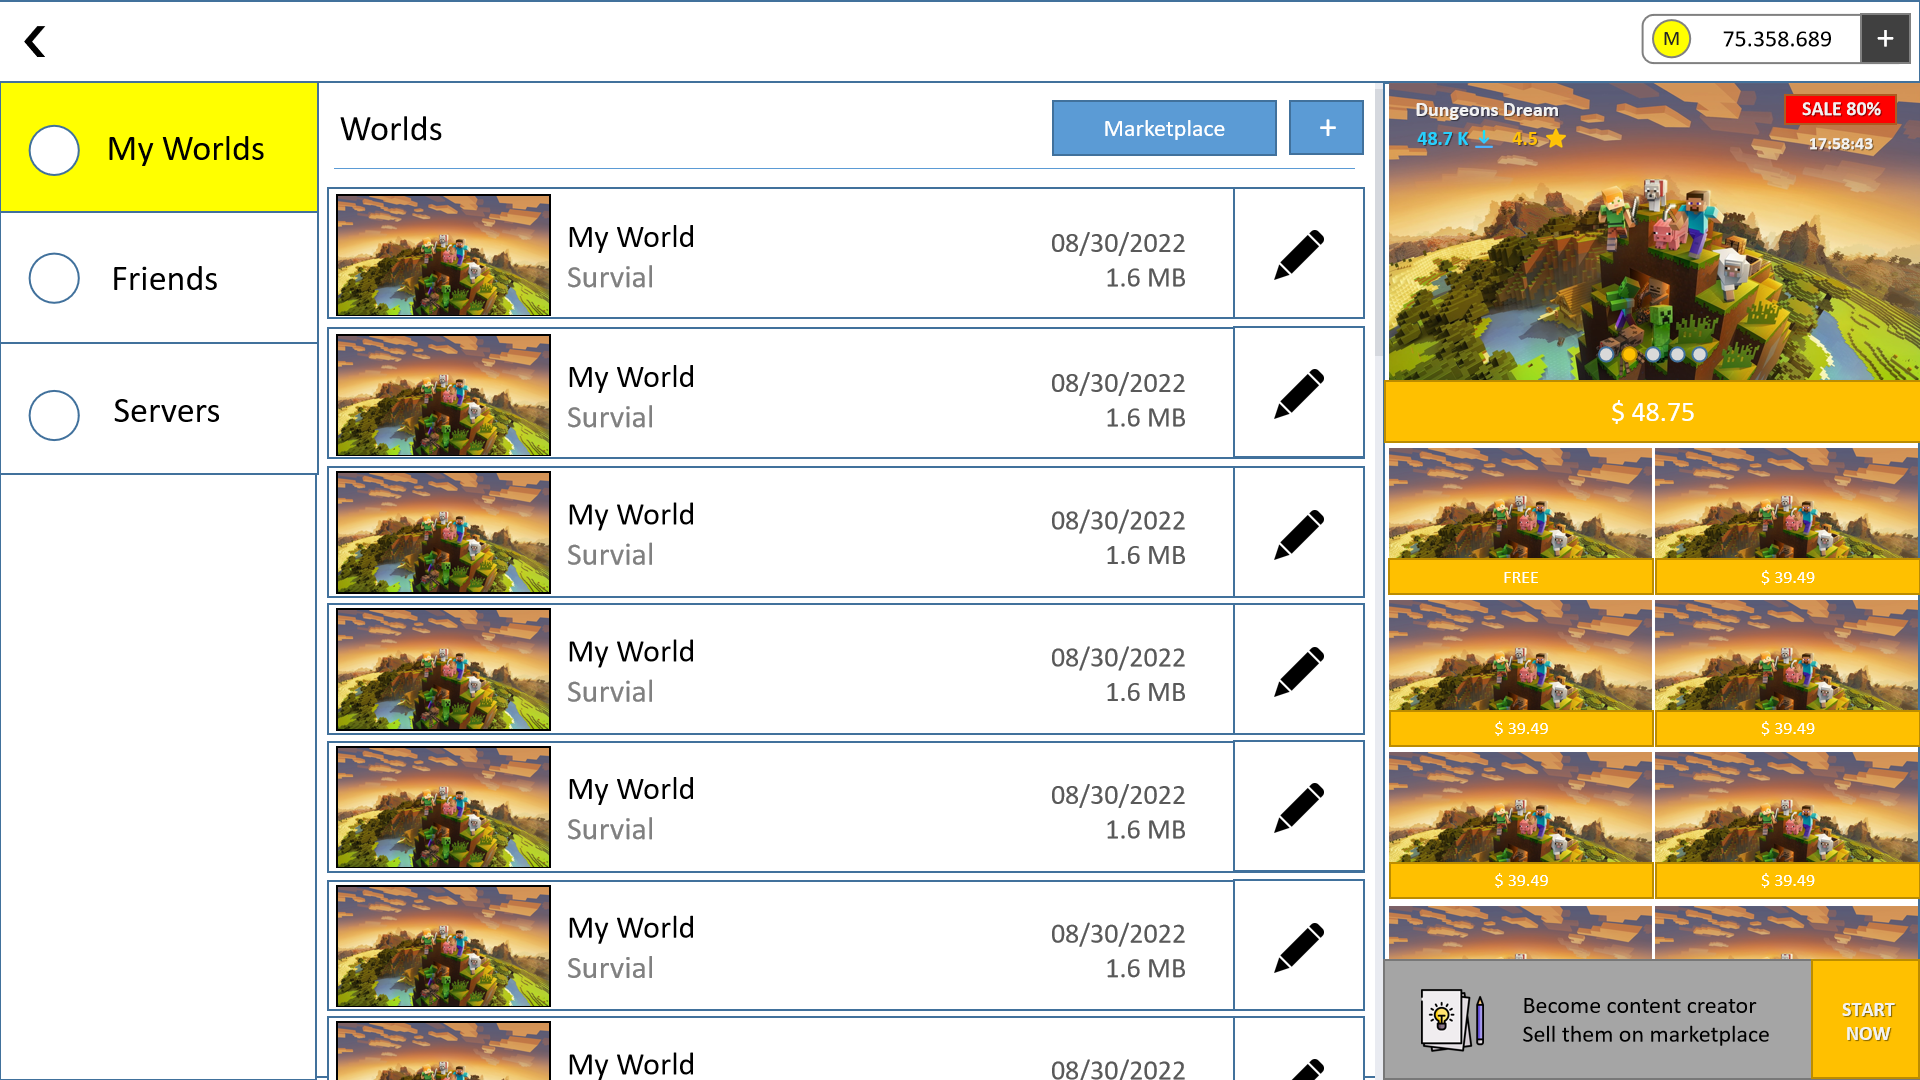 M 75.358.689 +
My Worlds
Friends
Servers
Worlds
Marketplace +
My World
Survial
08/30/2022
1.6 MB
My World
Survial
08/30/2022
1.6 MB
My World
Survial
08/30/2022
1.6 MB
My World
Survial
08/30/2022
1.6 MB
My World
Survial
08/30/2022
1.6 MB
My World
Survial
08/30/2022
1.6 MB
My World
08/30/2022
Dungeons Dream
48.7 K 4.5
SALE 80%
17:58:43
$ 48.75
FREE
$ 39.49
$ 39.49
$ 39.49
$ 39.49
$ 39.49
Become content creator
Sell them on marketplace
START
NOW